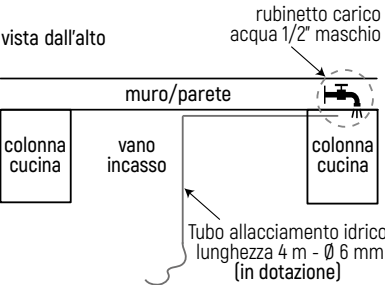 rubinetto carico
acqua 1/2" maschio
vista dall'alto
muro/parete
colonna
cucina
vano
incasso
colonna
cucina
Tubo allacciamento idrico
lunghezza 4 m - Ø 6 mm
(in dotazione)